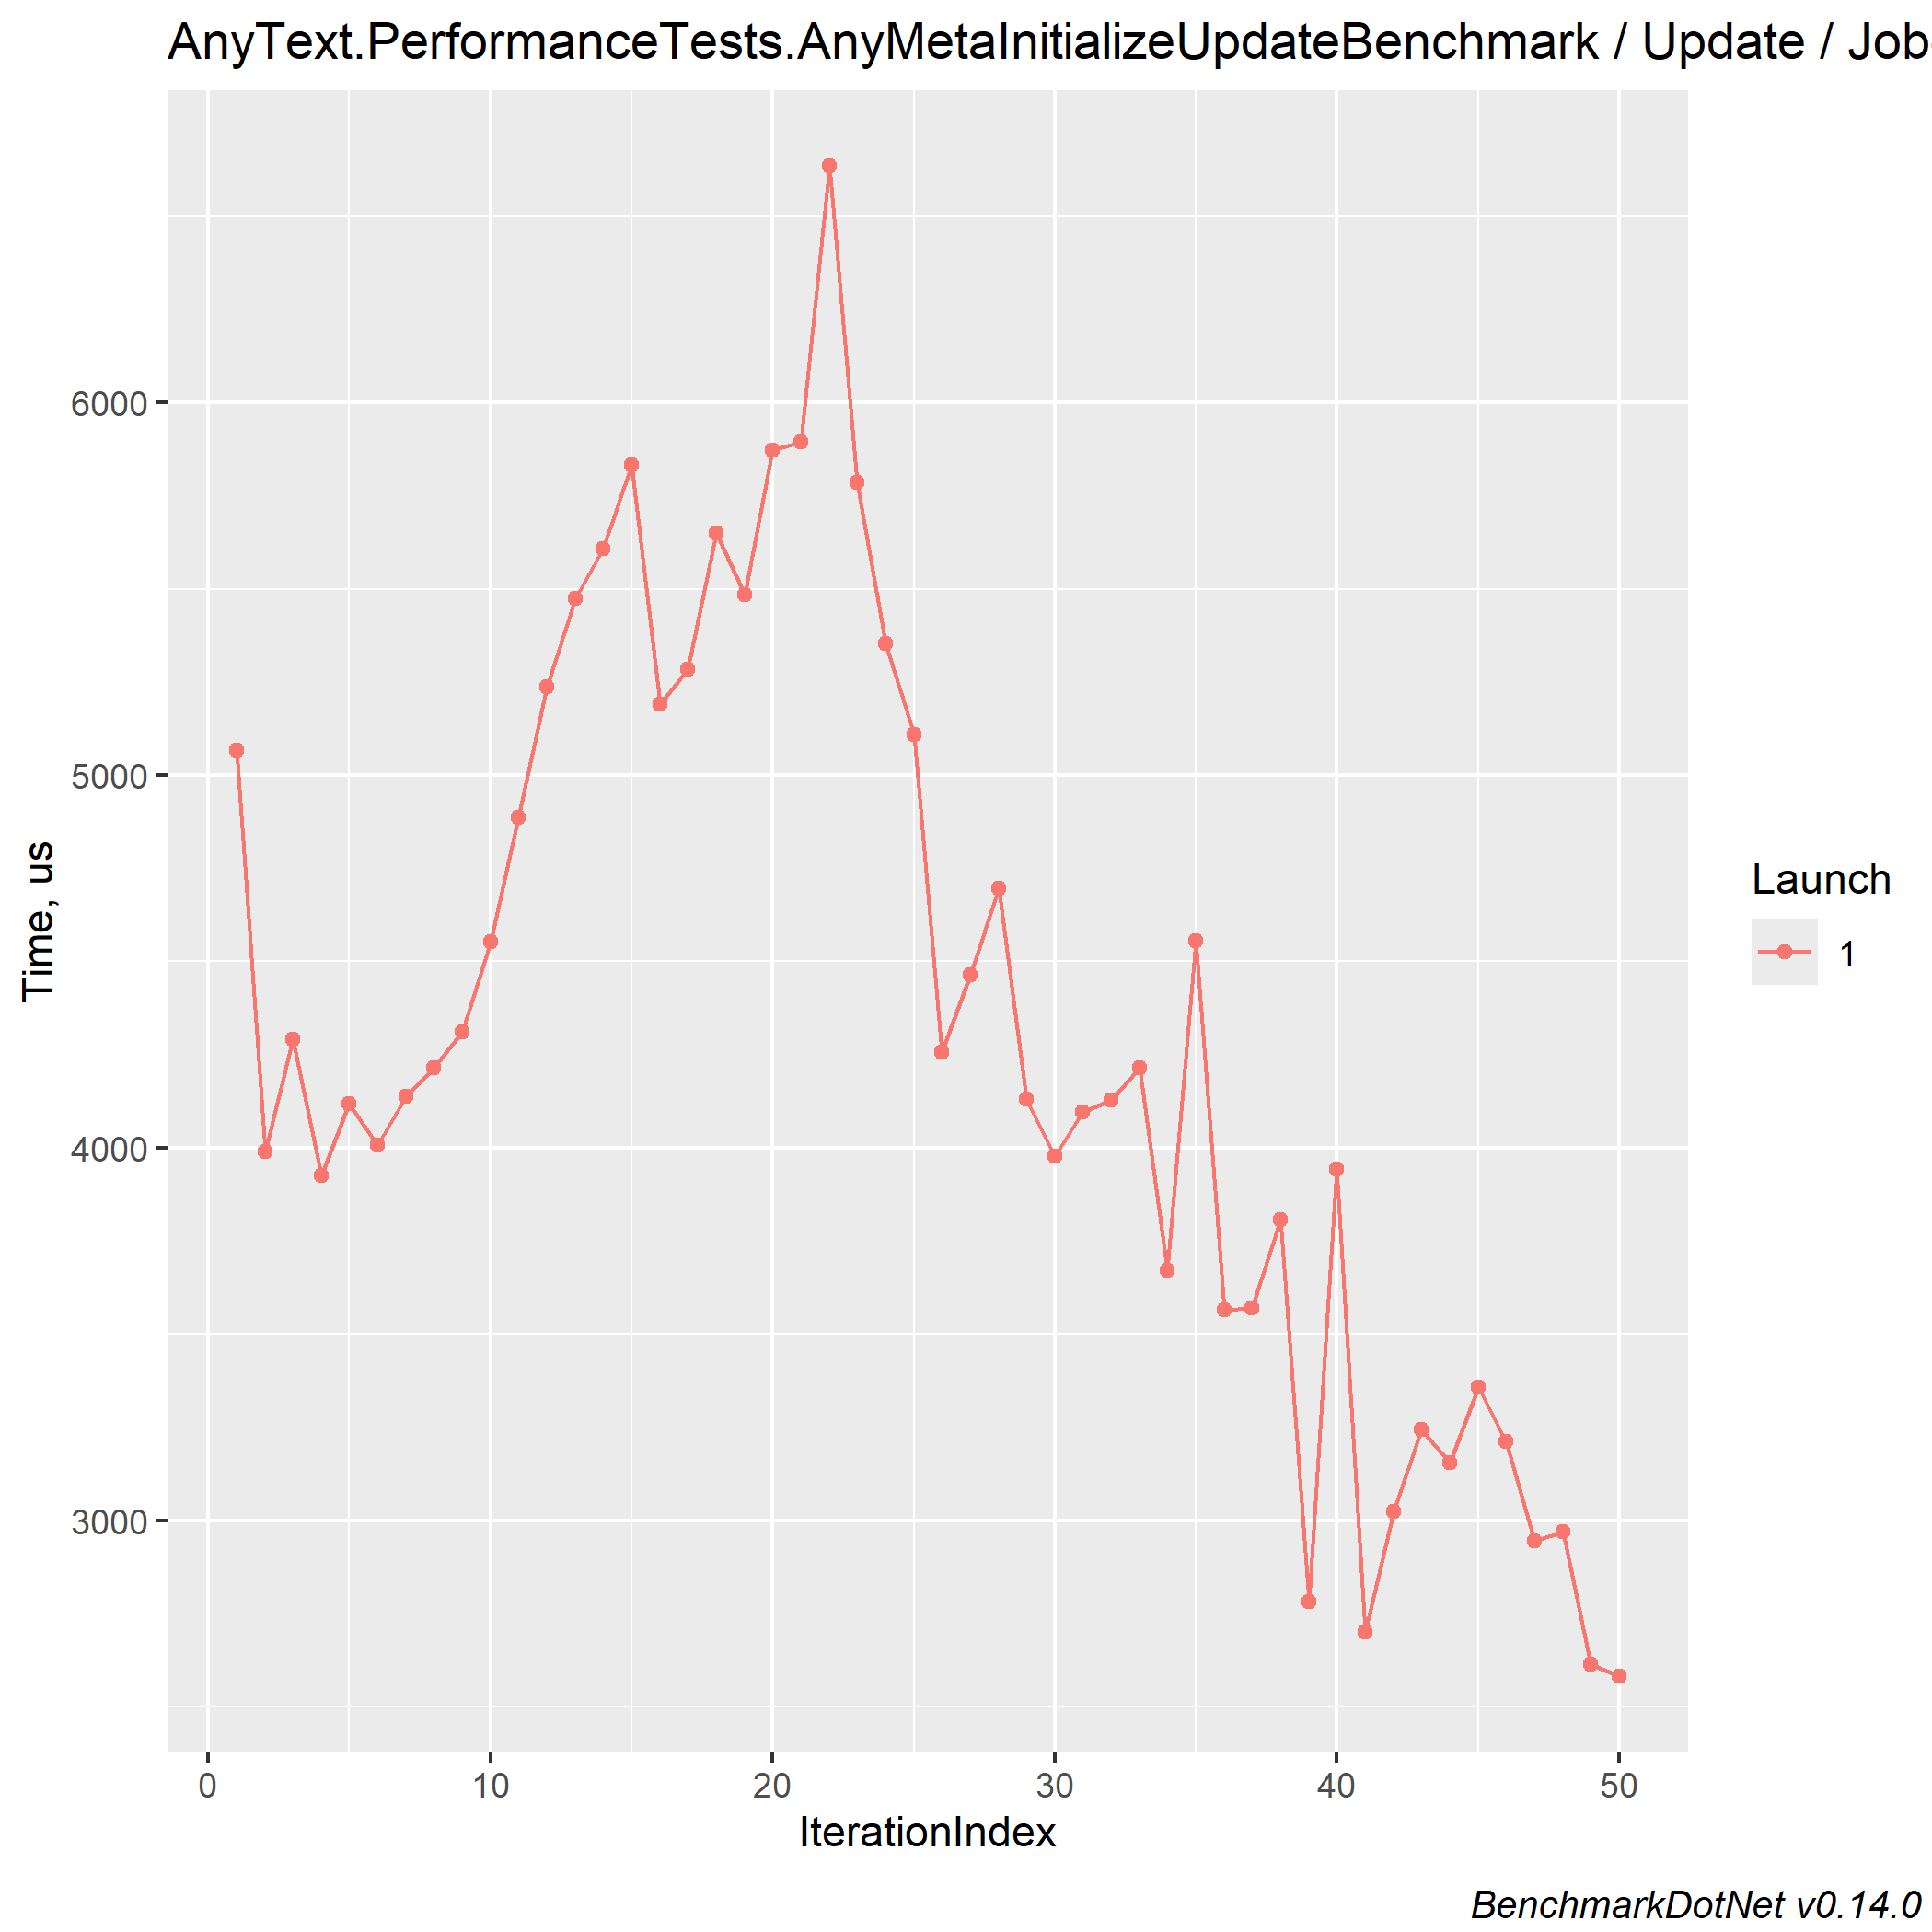 AnyText.PerformanceTests.AnyMetaInitializeUpdateBenchmark / Update / Job
Time, us
6000
5000
4000
3000
0 10 20 30 40 50
IterationIndex
Launch
1
BenchmarkDotNet v0.14.0